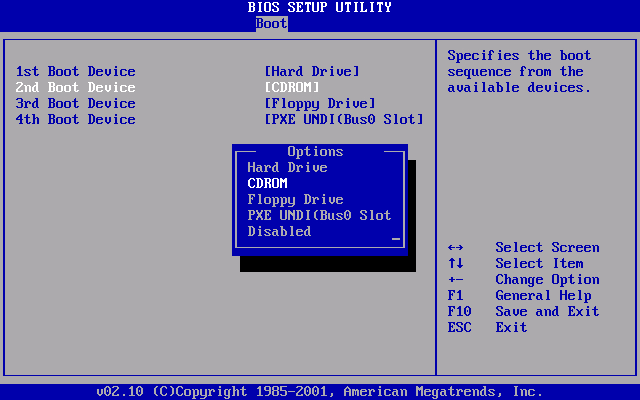 BIOS SETUP UTILITY
Boot
1st Boot Device [Hard Drive]
2nd Boot Device [CDROM]
3rd Boot Device [Floppy Drive]
4th Boot Device [PXE UNDI(Bus0 Slot]
Options
Hard Drive
CDROM
Floppy Drive
PXE UNDI(Bus0 Slot
Disabled
Specifies the boot
sequence from the
available devices.
↔ Select Screen
↑↓ Select Item
+- Change Option
F1 General Help
F10 Save and Exit
ESC Exit
v02.10 (C)Copyright 1985-2001, American Megatrends, Inc.